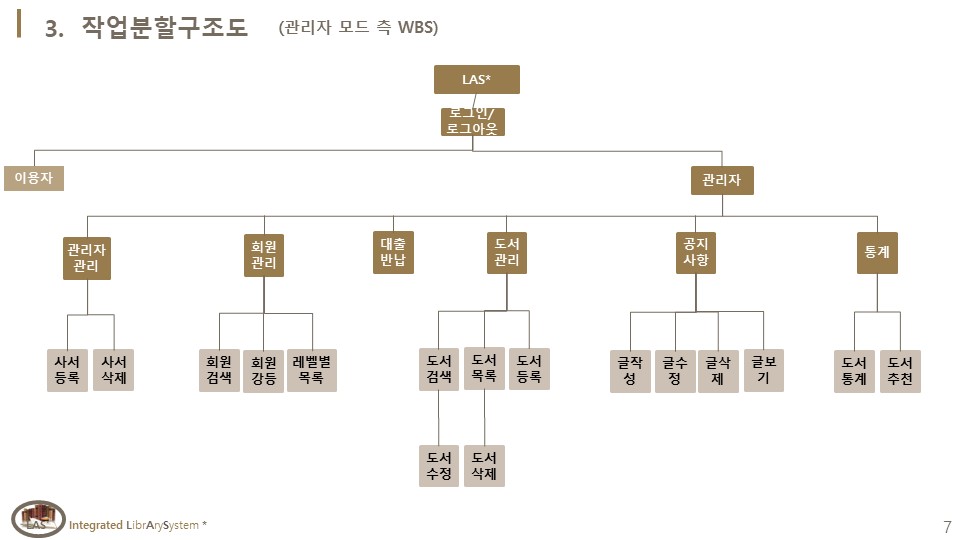 3. 작업분할구조도 (관리자 모드 측 WBS)
LAS*
로그인/
로그아웃
이용자
관리자
관리자
관리
회원
관리
대출
반납
도서
관리
공지
사항
통계
사서
등록
사서
삭제
회원
검색
회원
강등
레벨별
목록
도서
검색
도서
목록
도서
등록
글작
성
글수
정
글삭
제
글보
기
도서
통계
도서
추천
도서
수정
도서
삭제
LAS
Integrated LibrArySystem *
7